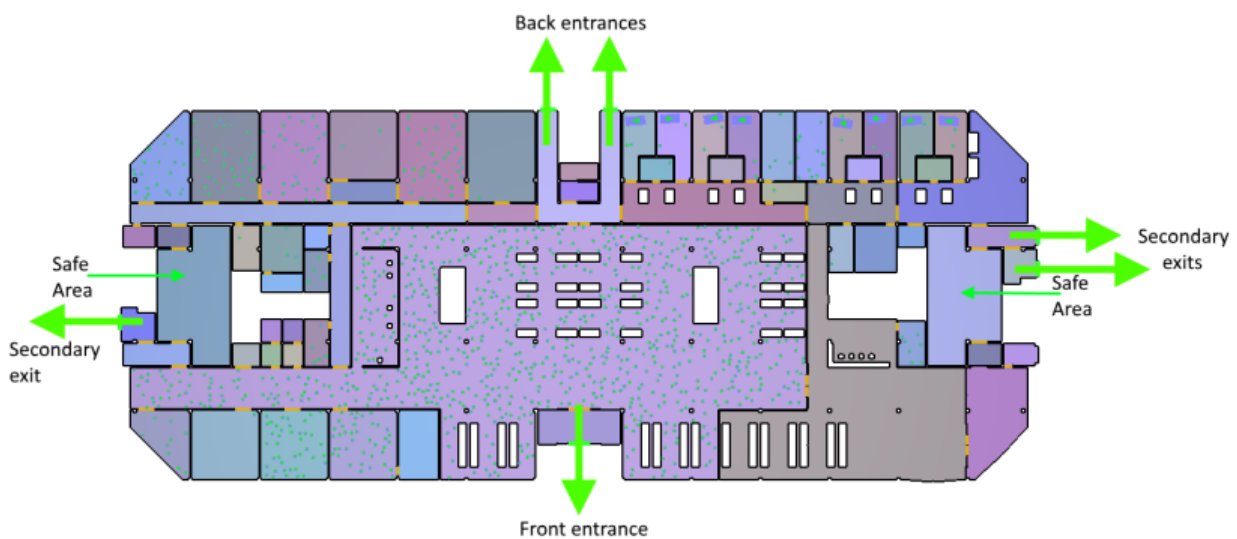 Back entrances
Secondary
exits
Safe
Area
Safe
Area
Secondary
exit
Front entrance